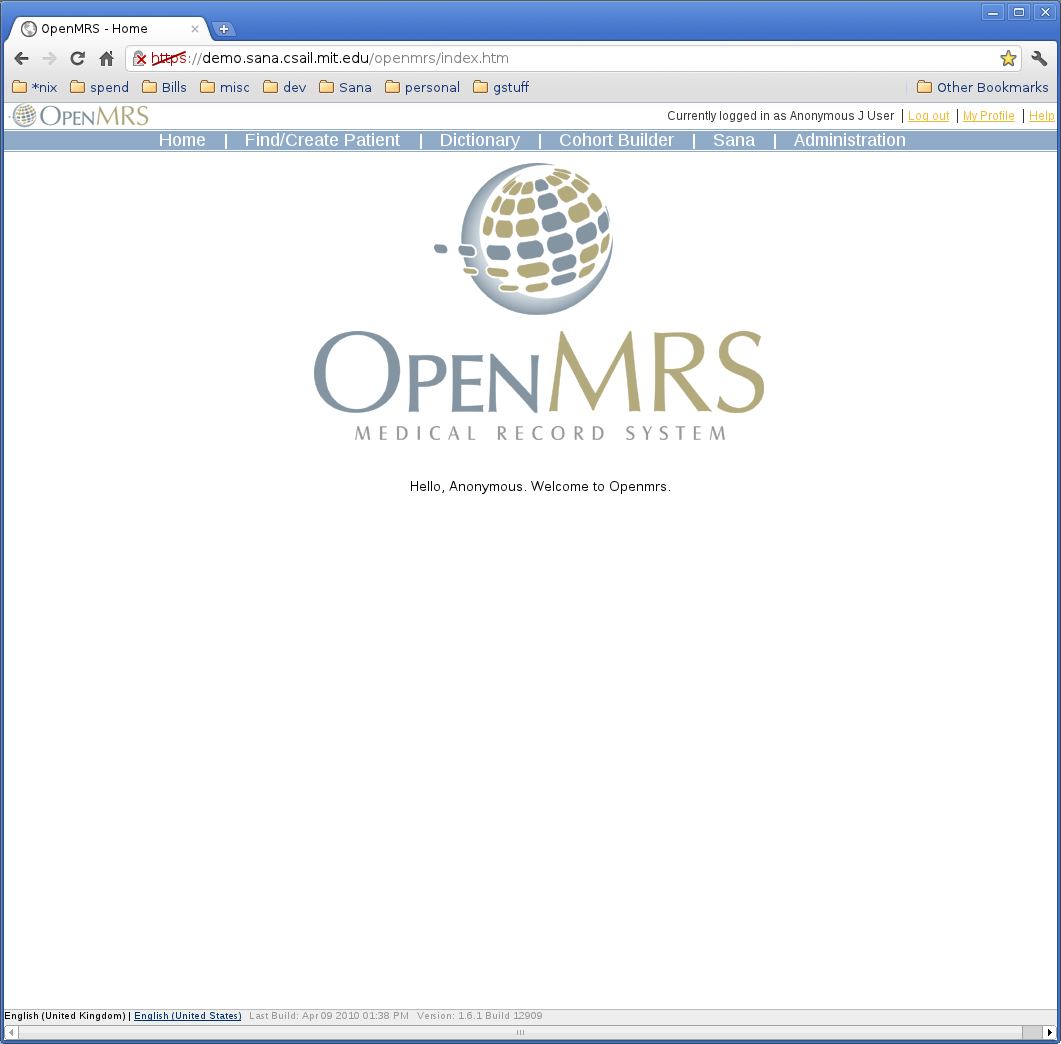 OpenMRS - Home
https://demo.sana.csail.mit.edu/openmrs/index.htm
*nix spend Bills misc dev Sana personal gstuff Other Bookmarks
OPENMRS Currently logged in as Anonymous J User | Log out | My Profile | Help
Home | Find/Create Patient | Dictionary | Cohort Builder | Sana | Administration
OPENMRS
MEDICAL RECORD SYSTEM
Hello, Anonymous. Welcome to Openmrs.
English (United Kingdom) | English (United States) Last Build: Apr 09 2010 01:38 PM Version: 1.6.1 Build 12909